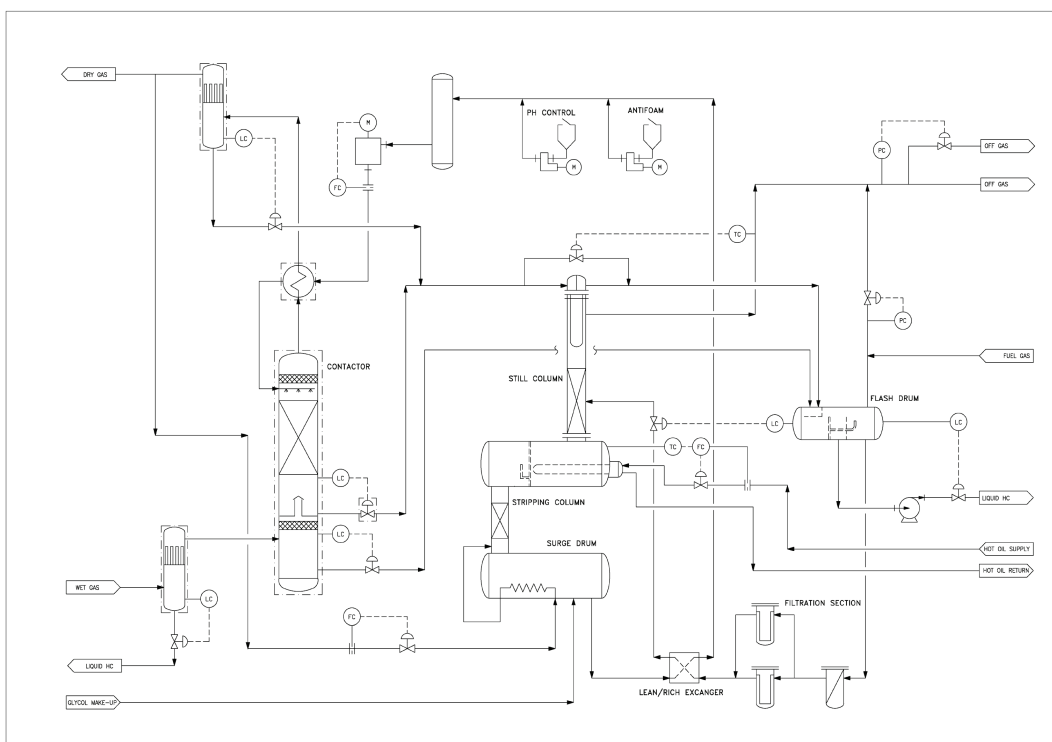 DRY GAS
LC
M
FC
PH CONTROL
M
ANTIFOAM
M
PC
OFF GAS
OFF GAS
TC
PC
FUEL GAS
CONTACTOR
STILL COLUMN
FLASH DRUM
LC
LC
TC
FC
LC
LC
STRIPPING COLUMN
LIQUID HC
SURGE DRUM
HOT OIL SUPPLY
HOT OIL RETURN
WET GAS
LC
FC
FILTRATION SECTION
LIQUID HC
LEAN/RICH EXCANGER
GLYCOL MAKE-UP